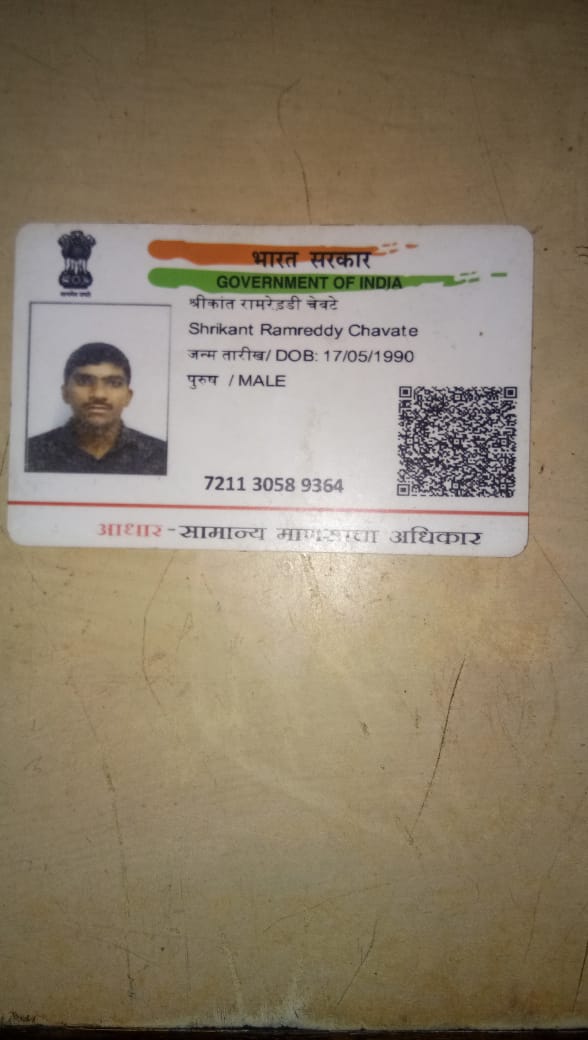 भारत सरकार
GOVERNMENT OF INDIA
श्रीकांत रामरेड्डी चेवटे
Shrikant Ramreddy Chavate
जन्म तारीख/ DOB: 17/05/1990
पुरुष / MALE
7211 3058 9364
आधार - सामान्य माणसाचा अधिकार